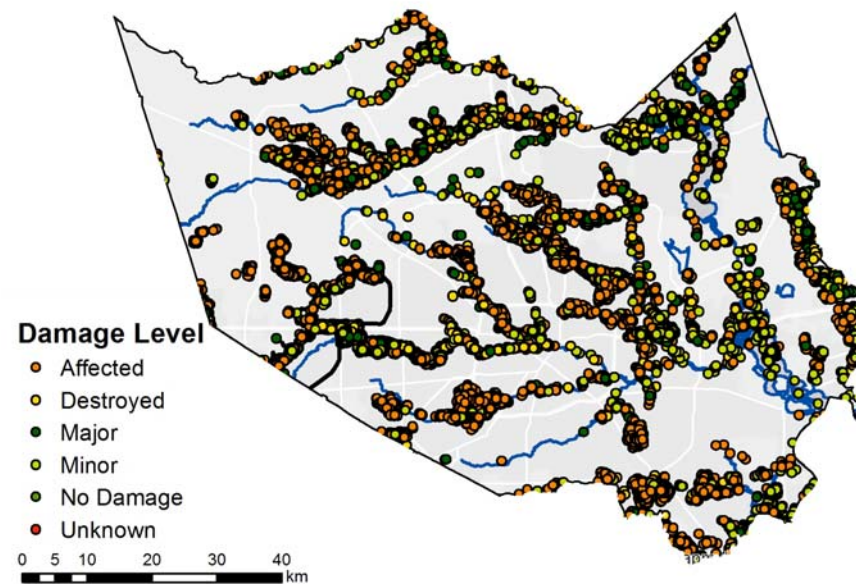 Damage Level
Affected
Destroyed
Major
Minor
No Damage
Unknown
0 5 10 20 30 40
km